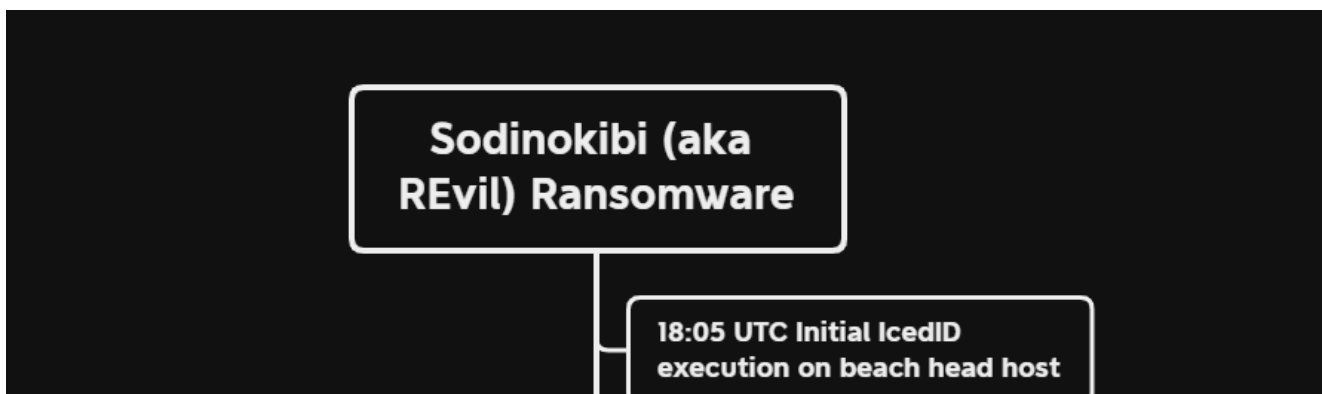 Sodinokibi (aka
REvil) Ransomware
18:05 UTC Initial IcedID
execution on beach head host